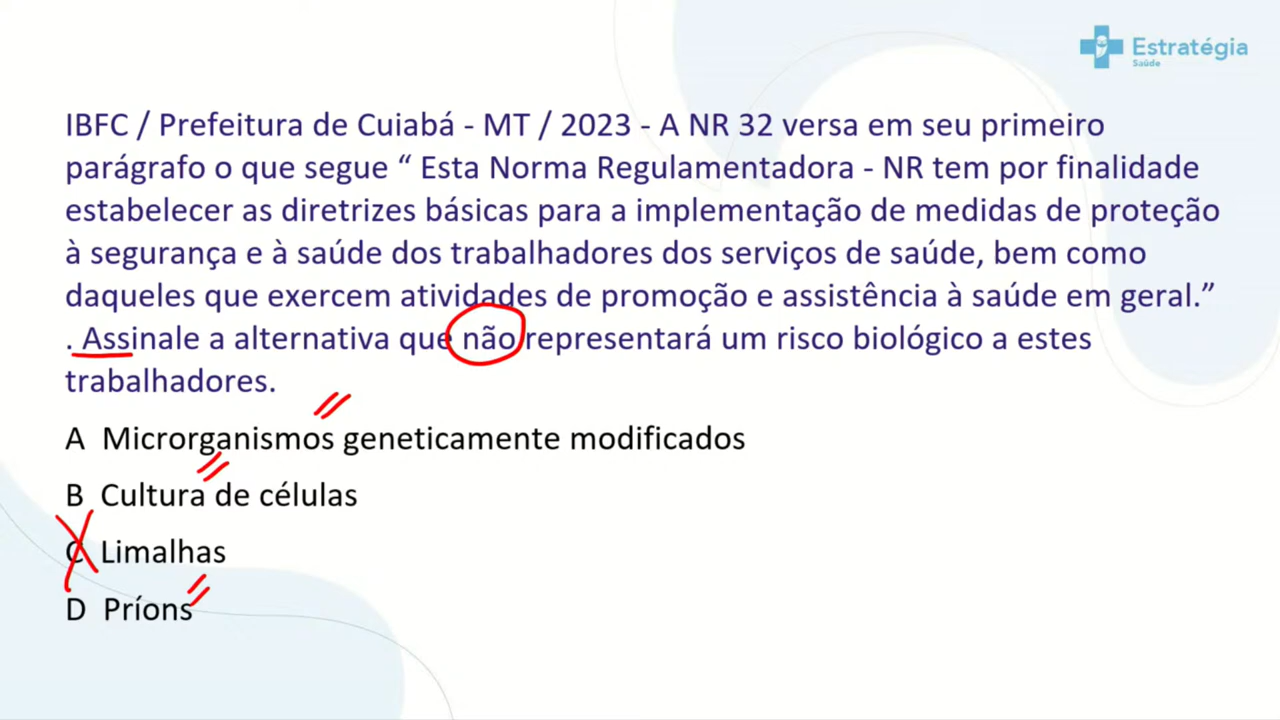 Estratégia
Saúde
IBFC / Prefeitura de Cuiabá - MT / 2023 - A NR 32 versa em seu primeiro
parágrafo o que segue “ Esta Norma Regulamentadora - NR tem por finalidade
estabelecer as diretrizes básicas para a implementação de medidas de proteção
à segurança e à saúde dos trabalhadores dos serviços de saúde, bem como
daqueles que exercem atividades de promoção e assistência à saúde em geral.”
. Assinale a alternativa que não representará um risco biológico a estes
trabalhadores.
A Microrganismos geneticamente modificados
B Cultura de células
C Limalhas
D Príons